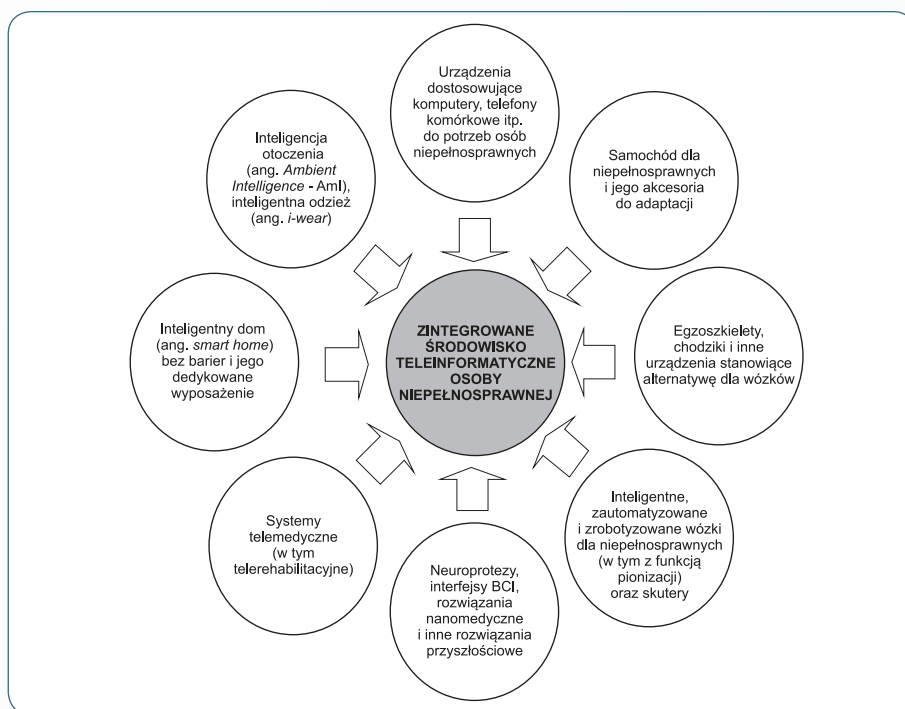 Urządzenia
dostosowujące
komputery, telefony
komórkowe itp.
do potrzeb osób
niepełnosprawnych
Samochód dla
niepełnosprawnych
i jego akcesoria
do adaptacji
Egzoszkielety,
chodziki i inne
urządzenia stanowiące
alternatywę dla wózków
Inteligentne,
zautomatyzowane
i zrobotyzowane wózki
dla niepełnosprawnych
(w tym z funkcją
pionizacji)
oraz skutery
Neuroprotezy,
interfejsy BCI,
rozwiązania
nanomedyczne
i inne rozwiązania
przyszłościowe
Systemy
telemedyczne
(w tym
telerehabilitacyjne)
Inteligentny dom
(ang. smart home)
bez barier i jego
dedykowane
wyposażenie
Inteligencja
otoczenia
(ang. Ambient
Intelligence - AmI),
inteligentna odzież
(ang. i-wear)
ZINTEGROWANE
ŚRODOWISKO
TELEINFORMATYCZNE
OSOBY
NIEPEŁNOSPRAWNEJ